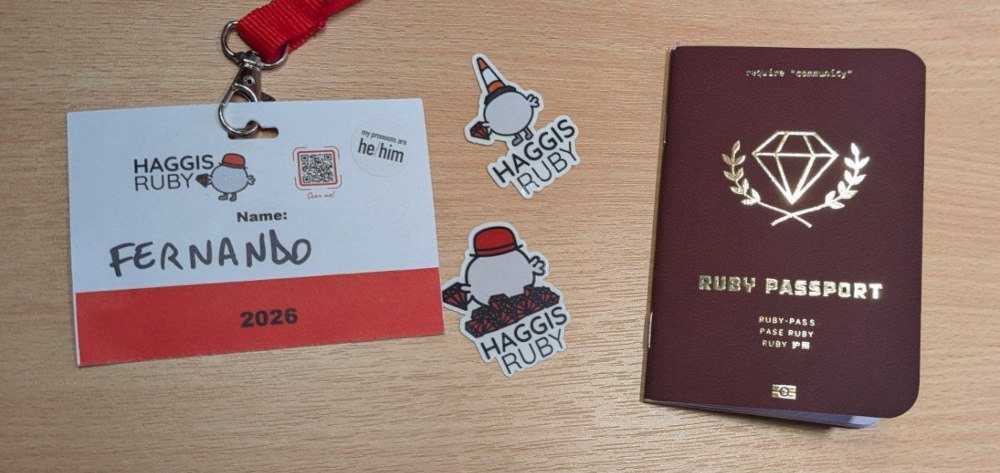 HAGGIS
RUBY
my pronouns are
he/him
Scan me!
Name:
FERNANDO
2026
HAGGIS
RUBY
HAGGIS
RUBY
require "community"
RUBY PASSPORT
RUBY-PASS
PASE RUBY
RUBY 护照